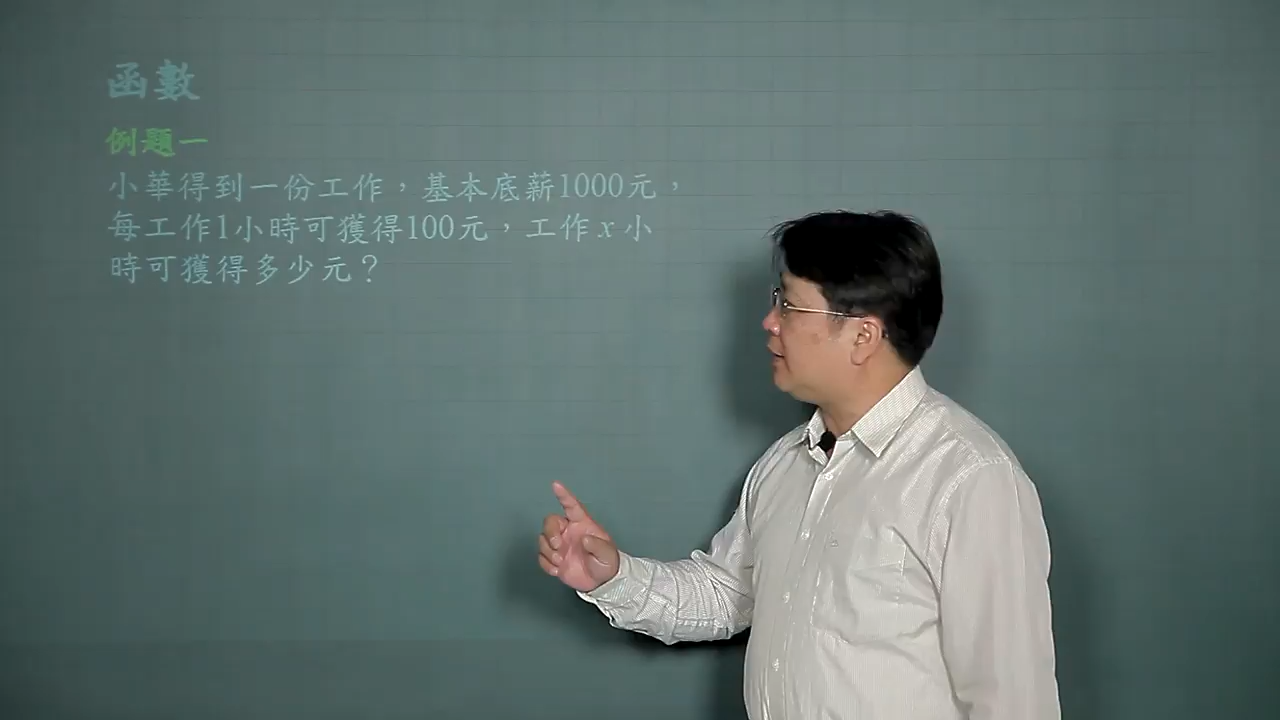 函數
例題一
小華得到一份工作，基本底薪1000元，
每工作1小時可獲得100元，工作x小
時可獲得多少元？